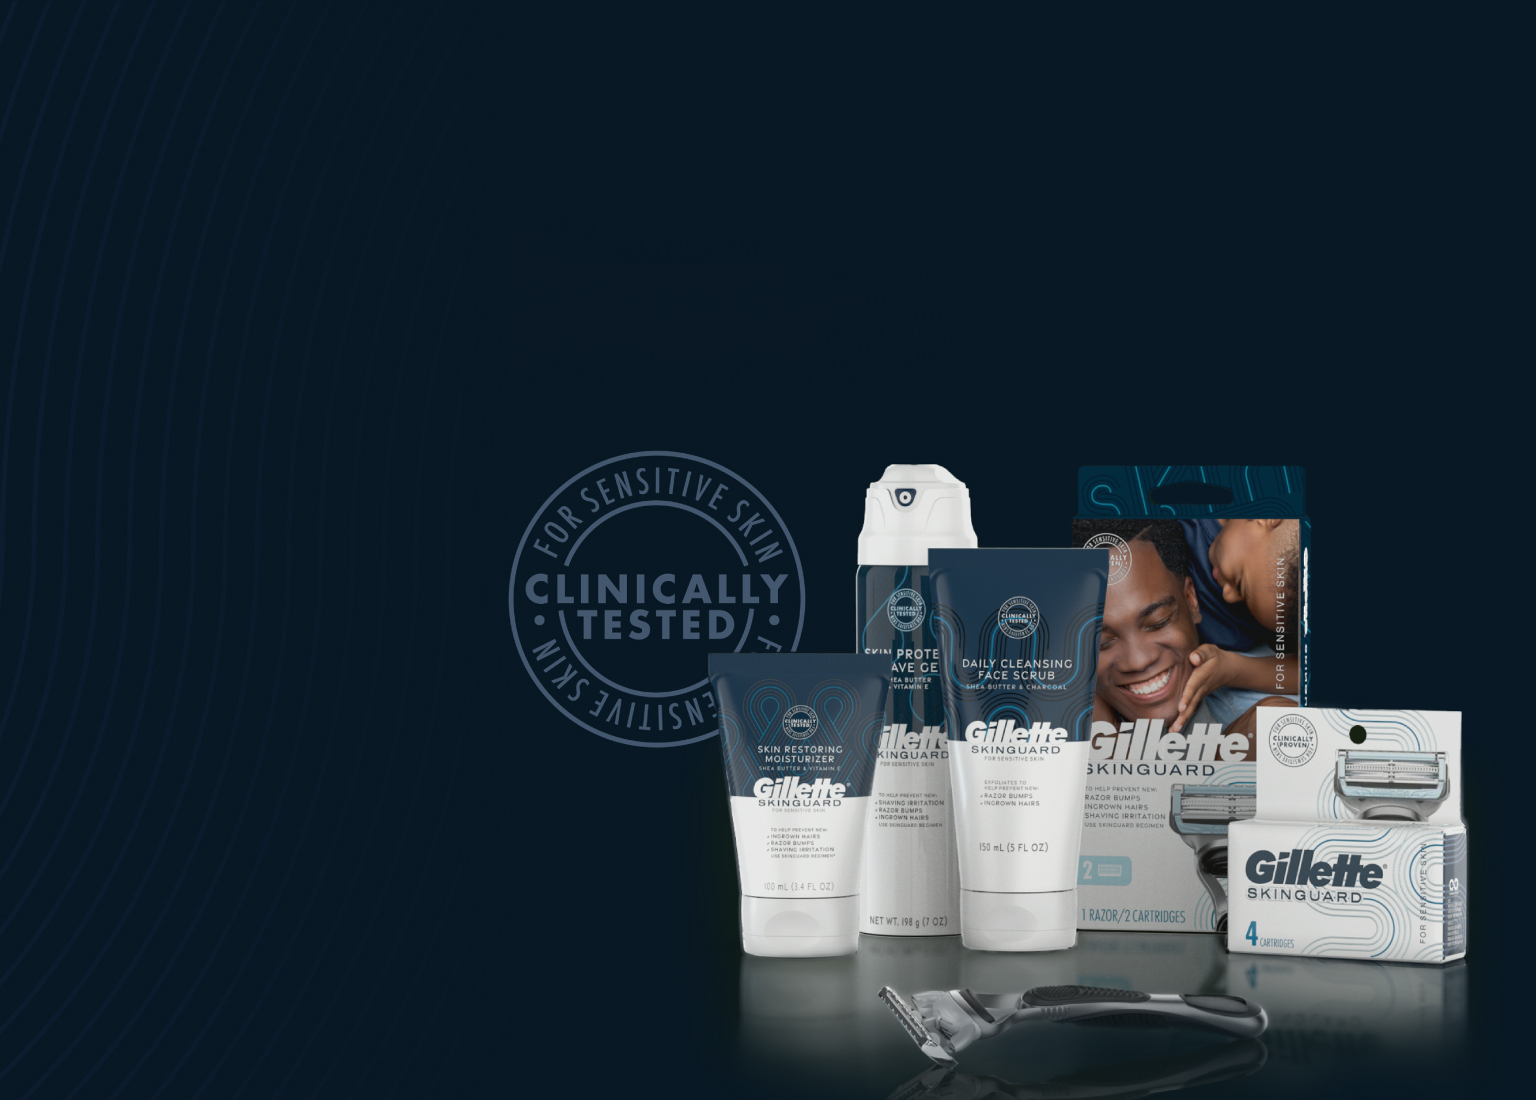 FOR SENSITIVE SKIN
CLINICALLY
TESTED
SENSITIVE SKIN
SKIN RESTORING
MOISTURIZER
SHEA BUTTER & VITAMIN E
Gillette
SKINGUARD
FOR SENSITIVE SKIN
TO HELP PREVENT NEW:
INGROWN HAIRS
RAZOR BUMPS
SHAVING IRRITATION
USE SKINGUARD REGIMEN*
100 mL (3.4 FL OZ)
CLINICALLY
TESTED
SKIN PROTE
AVE GE
HEA BUTTER
VITAMIN E
illette
KINGUARD
FOR SENSITIVE SKIN
TO HELP PREVENT NEW:
SHAVING IRRITATION
RAZOR BUMPS
INGROWN HAIRS
USE SKINGUARD REGIMEN
NET WT. 198 g (7 OZ)
CLINICALLY
TESTED
DAILY CLEANSING
FACE SCRUB
SHEA BUTTER & CHARCOAL
Gillette
SKINGUARD
FOR SENSITIVE SKIN
EXFOLIATES TO
HELP PREVENT NEW:
RAZOR BUMPS
INGROWN HAIRS
150 mL (5 FL OZ)
FOR SENSITIVE SKIN
Gillette
SKINGUARD
TO HELP PREVENT NEW:
RAZOR BUMPS
INGROWN HAIRS
SHAVING IRRITATION
USE SKINGUARD REGIMEN
2
1 RAZOR/2 CARTRIDGES
CLINICALLY
PROVEN
Gillette®
SKINGUARD
FOR SENSITIVE SKIN
4 CARTRIDGES